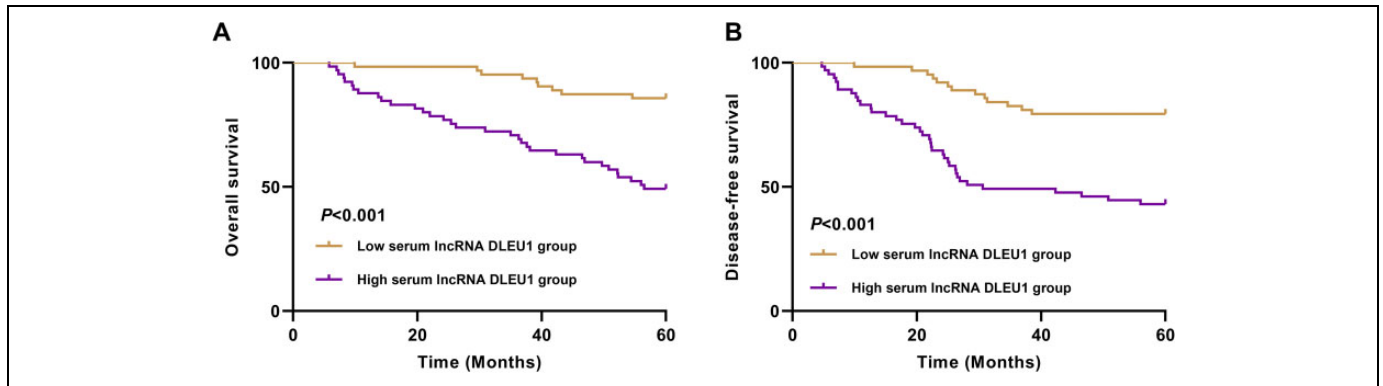 A
100
50
0
Overall survival
P<0.001
Low serum lncRNA DLEU1 group
High serum lncRNA DLEU1 group
0 20 40 60
Time (Months)
B
100
50
0
Disease-free survival
P<0.001
Low serum lncRNA DLEU1 group
High serum lncRNA DLEU1 group
0 20 40 60
Time (Months)